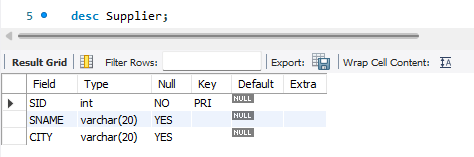 5 desc Supplier;
Result Grid Filter Rows: Export: Wrap Cell Content: IA
Field Type Null Key Default Extra
SID int NO PRI NULL
SNAME varchar(20) YES NULL
CITY varchar(20) YES NULL